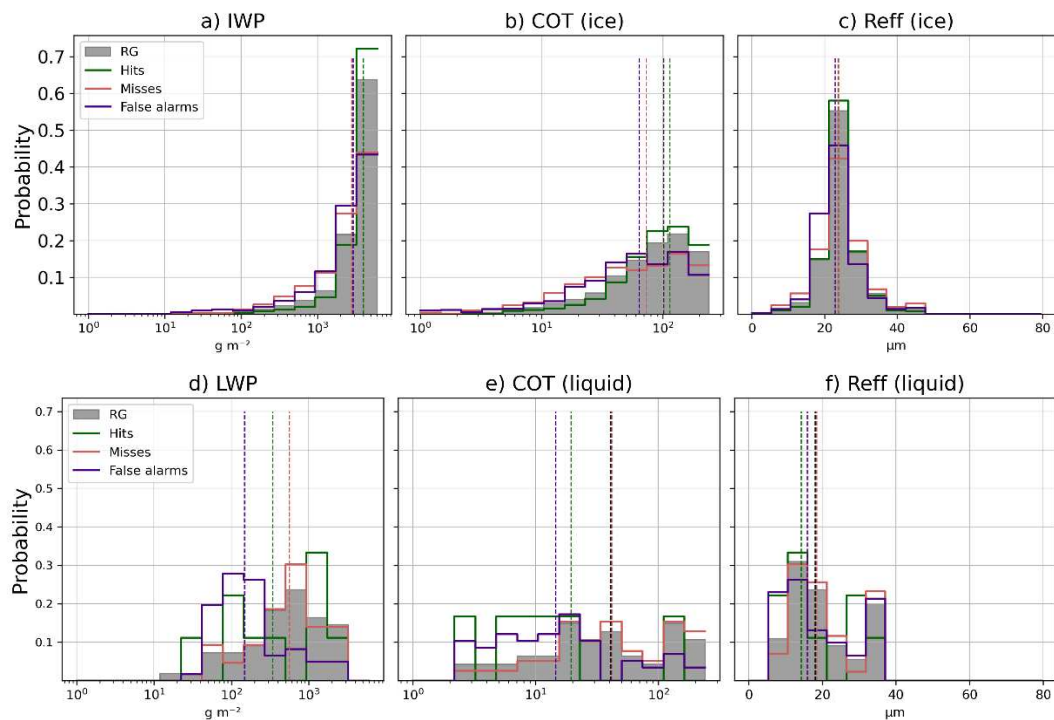 a) IWP
b) COT (ice)
c) Reff (ice)
RG
Hits
Misses
False alarms
Probability
0.7
0.6
0.5
0.4
0.3
0.2
0.1
10⁰ 10¹ 10² 10³
g m⁻²
10⁰ 10¹ 10²
0 20 40 60 80
μm
d) LWP
e) COT (liquid)
f) Reff (liquid)
RG
Hits
Misses
False alarms
Probability
0.7
0.6
0.5
0.4
0.3
0.2
0.1
10⁰ 10¹ 10² 10³
g m⁻²
10⁰ 10¹ 10²
0 20 40 60 80
μm